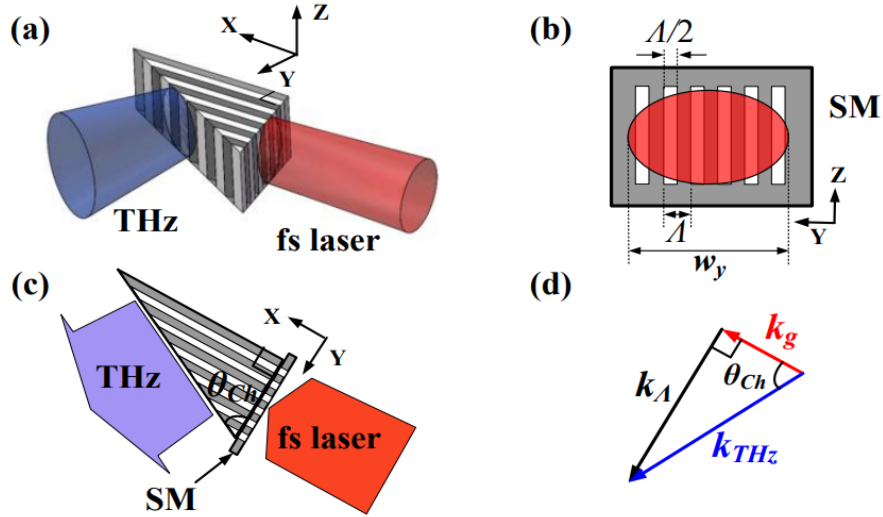 (a)
X
Z
Y
THz
fs laser
(b)
Λ/2
SM
Λ
w_y
Z
Y
(c)
X
Y
THz
θ_Ch
fs laser
SM
(d)
k_g
θ_Ch
k_Λ
k_THz